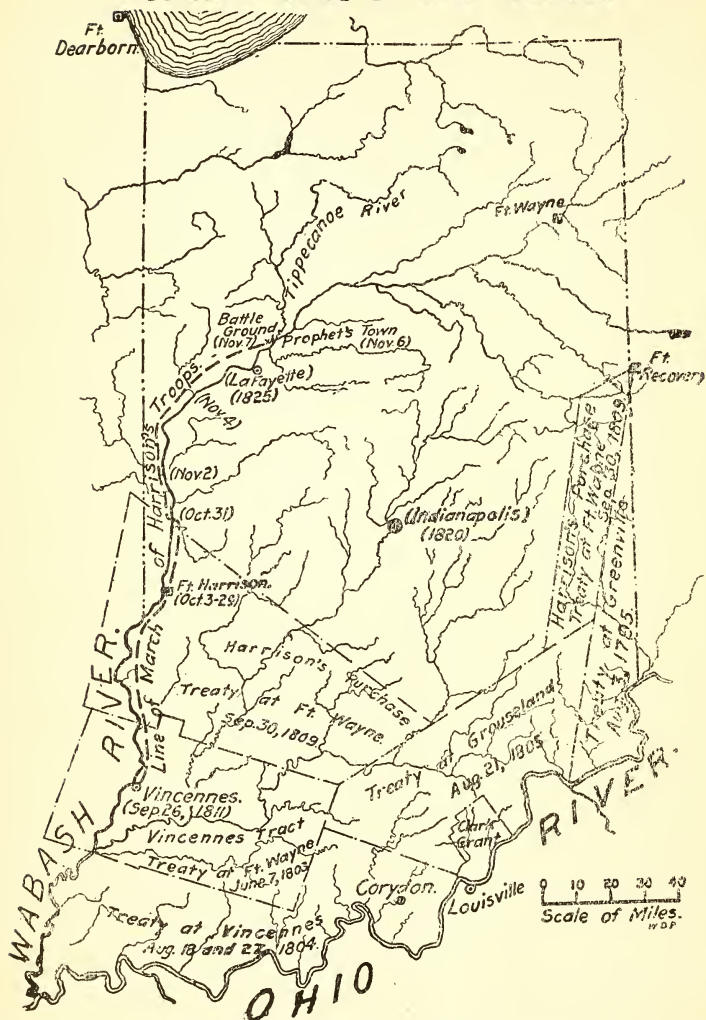 Ft.
Dearborn.
Tippecanoe River
Ft. Wayne
Battle
Ground
(Nov. 7)
Prophet's Town
(Nov. 6)
(LaFayette)
(1825)
Ft.
Recovery
(Nov. 4)
(Nov. 2)
(Oct. 31)
(Indianapolis)
(1820)
Ft. Harrison.
(Oct. 3-29)
Line of March of Harrison's Troops
Harrison's Purchase
Treaty at Ft. Wayne
Sep. 30, 1809.
Treaty at Greenville
Aug. 3, 1795.
Harrison's Purchase
Treaty at Ft. Wayne
Sep. 30, 1809.
Treaty at Grouseland
Aug. 21, 1805
Vincennes.
(Sep. 26, 1811)
Vincennes Tract
Treaty at Ft. Wayne
June 7, 1803
Clark
Grant
Corydon.
Louisville
Treaty at Vincennes
Aug. 18 and 27, 1804.
WABASH RIVER.
OHIO RIVER.
0 10 20 30 40
Scale of Miles.
W.D.P.